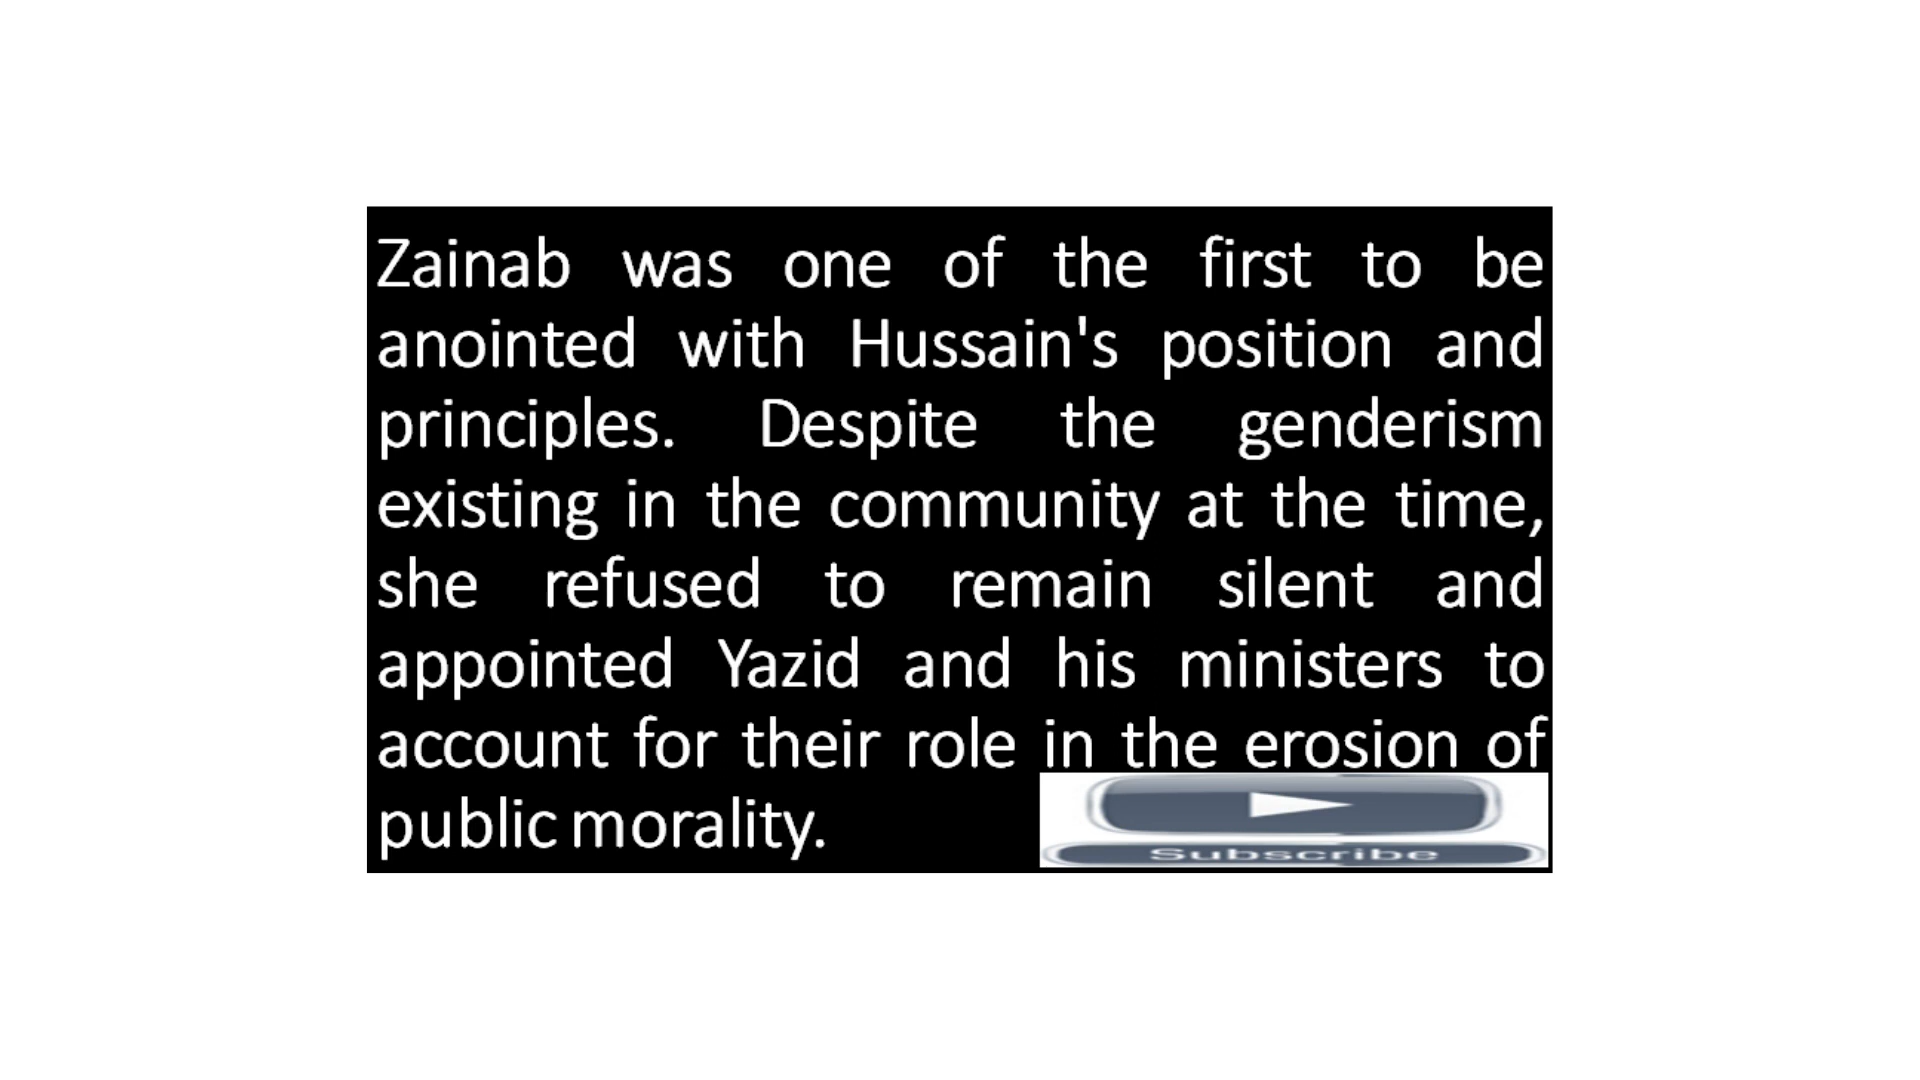 Zainab was one of the first to be
anointed with Hussain's position and
principles. Despite the genderism
existing in the community at the time,
she refused to remain silent and
appointed Yazid and his ministers to
account for their role in the erosion of
public morality.
Subscribe